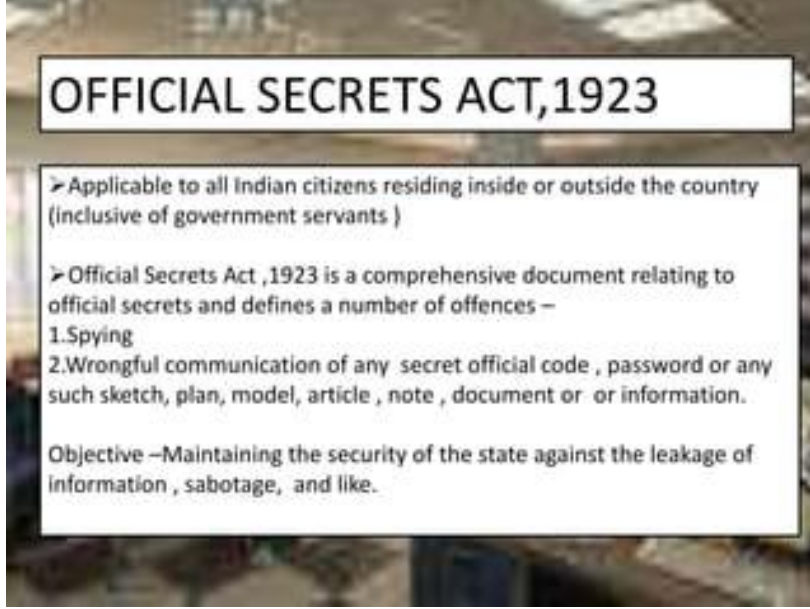 OFFICIAL SECRETS ACT,1923
➢Applicable to all Indian citizens residing inside or outside the country
(inclusive of government servants )
➢Official Secrets Act ,1923 is a comprehensive document relating to
official secrets and defines a number of offences –
1.Spying
2.Wrongful communication of any  secret official code , password or any
such sketch, plan, model, article , note , document or  or information.
Objective –Maintaining the security of the state against the leakage of
information , sabotage,  and like.